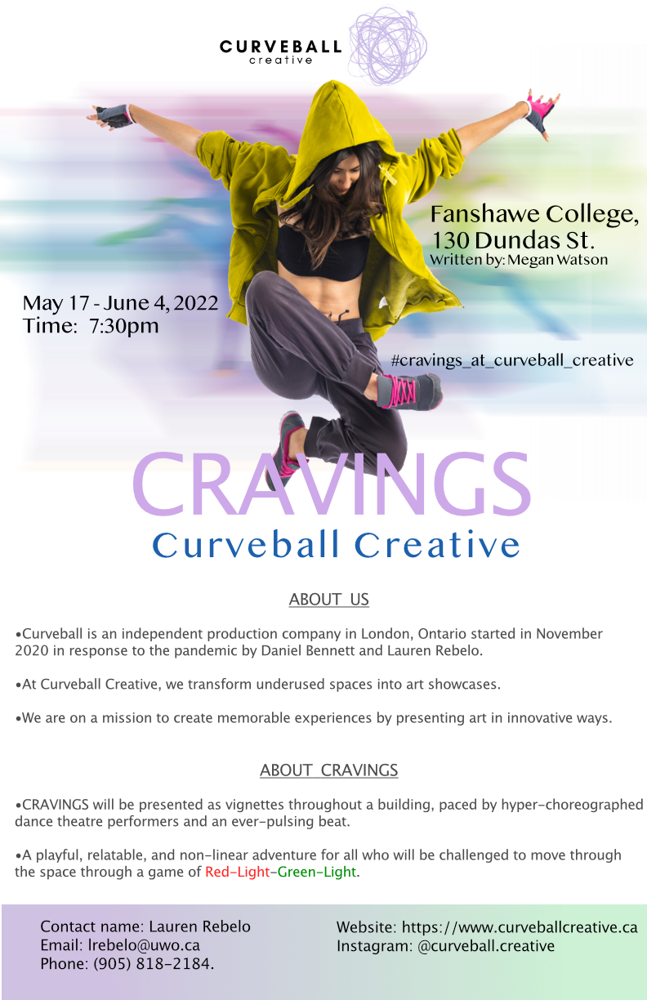 CURVEBALL
creative
Fanshawe College,
130 Dundas St.
Written by: Megan Watson
May 17 - June 4, 2022
Time: 7:30pm
#cravings_at_curveball_creative
CRAVINGS
Curveball Creative
ABOUT US
•Curveball is an independent production company in London, Ontario started in November
2020 in response to the pandemic by Daniel Bennett and Lauren Rebelo.
•At Curveball Creative, we transform underused spaces into art showcases.
•We are on a mission to create memorable experiences by presenting art in innovative ways.
ABOUT CRAVINGS
•CRAVINGS will be presented as vignettes throughout a building, paced by hyper-choreographed
dance theatre performers and an ever-pulsing beat.
•A playful, relatable, and non-linear adventure for all who will be challenged to move through
the space through a game of Red-Light-Green-Light.
Contact name: Lauren Rebelo
Email: lrebelo@uwo.ca
Phone: (905) 818-2184.
Website: https://www.curveballcreative.ca
Instagram: @curveball.creative